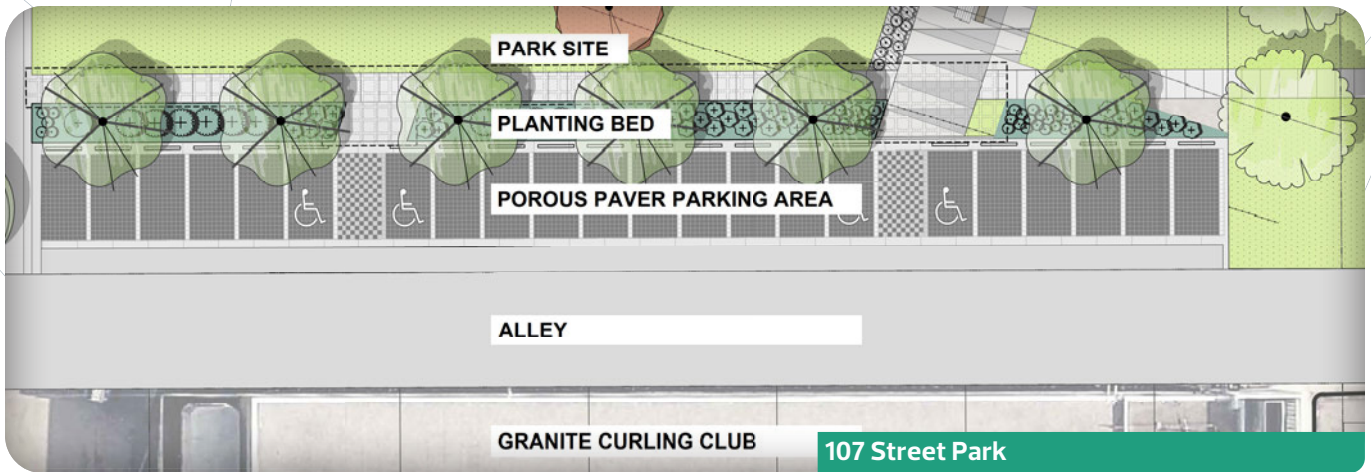 PARK SITE
PLANTING BED
POROUS PAVER PARKING AREA
ALLEY
GRANITE CURLING CLUB
107 Street Park